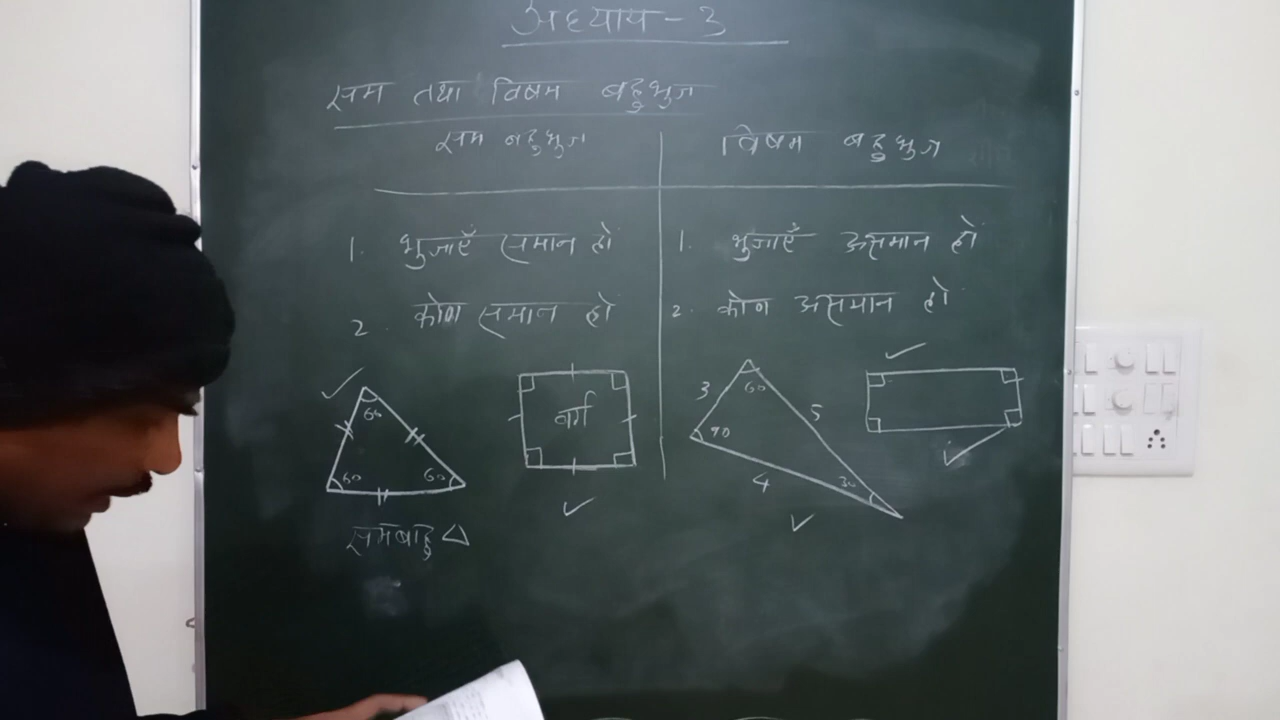 अध्याय - 3
सम तथा विषम बहुभुज
सम बहुभुज
विषम बहुभुज
1. भुजाएँ समान हो
2. कोण समान हो
1. भुजाएँ असमान हो
2. कोण असमान हो
60
60 60
समबाहु △
वर्ग
3 60 5
90
4 30